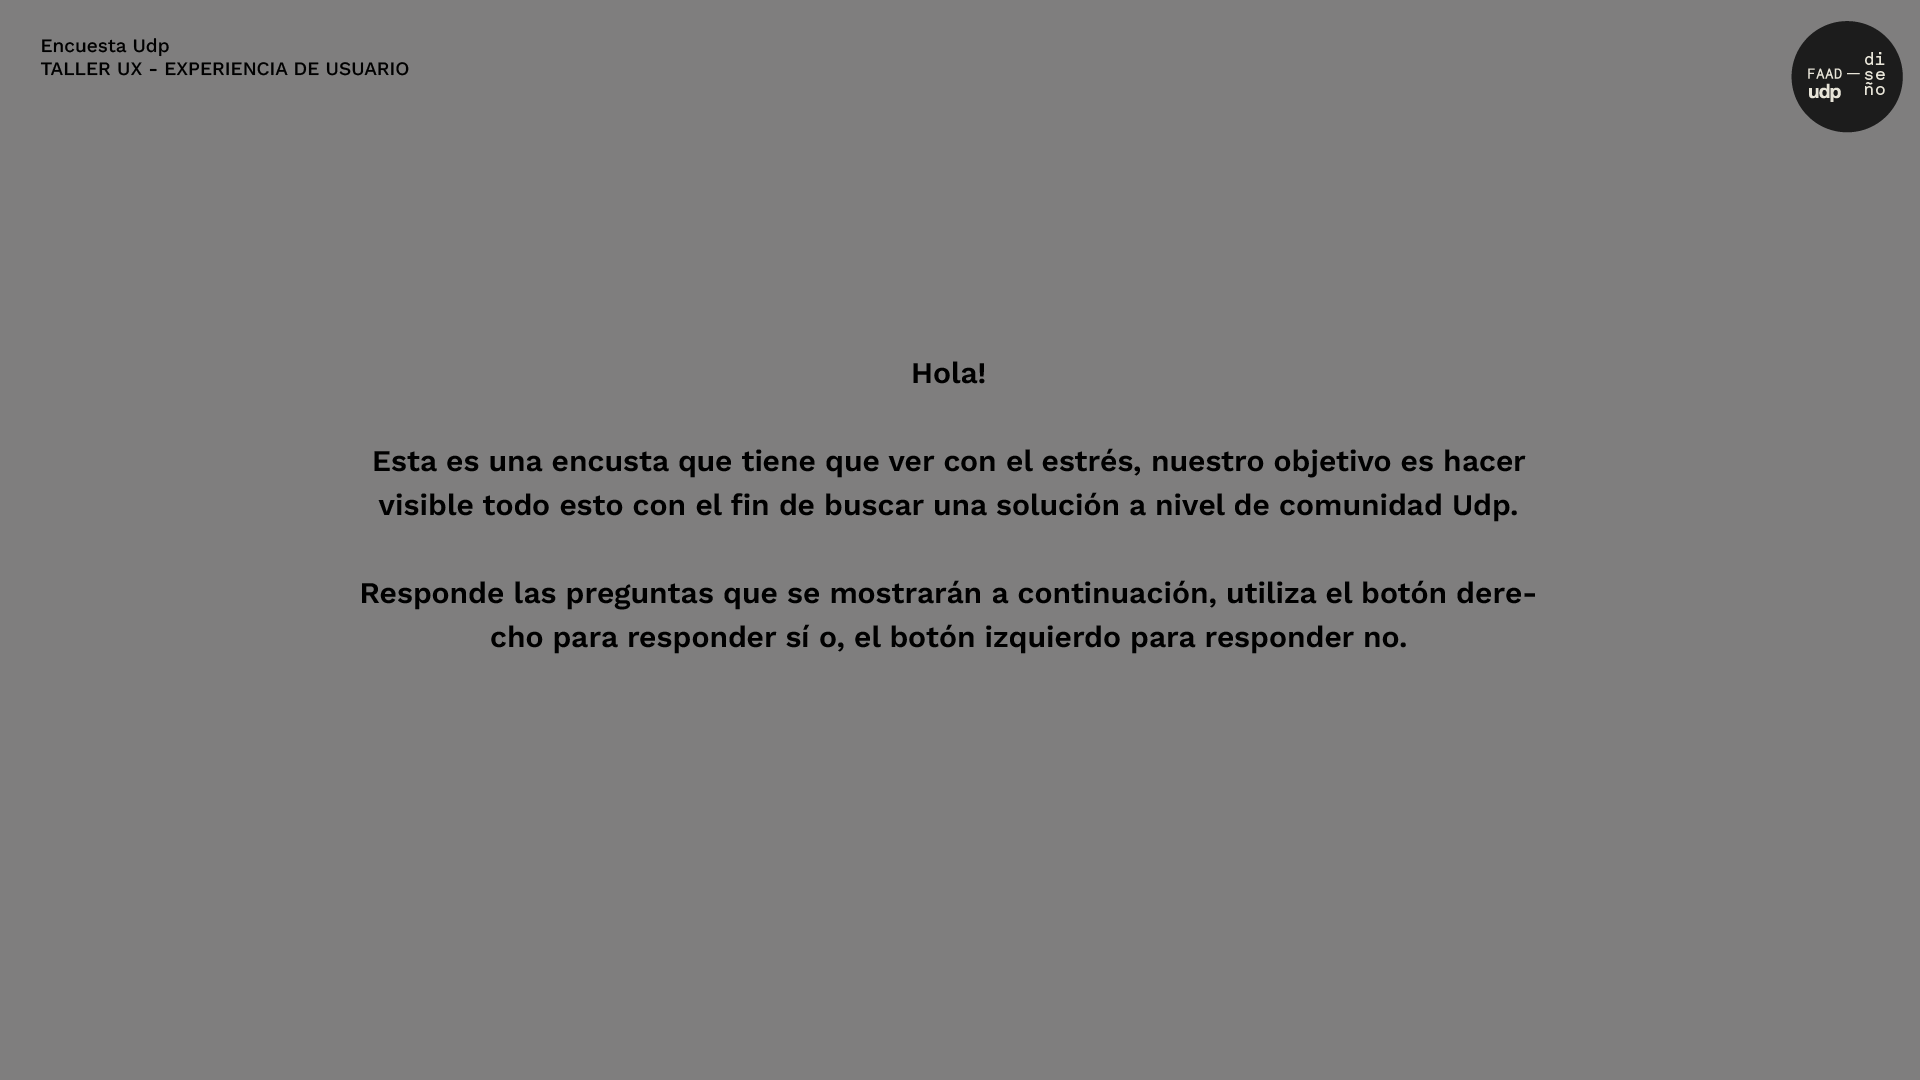 Encuesta Udp
TALLER UX - EXPERIENCIA DE USUARIO
FAAD — di
se
ño
udp
Hola!
Esta es una encusta que tiene que ver con el estrés, nuestro objetivo es hacer
visible todo esto con el fin de buscar una solución a nivel de comunidad Udp.
Responde las preguntas que se mostrarán a continuación, utiliza el botón dere-
cho para responder sí o, el botón izquierdo para responder no.